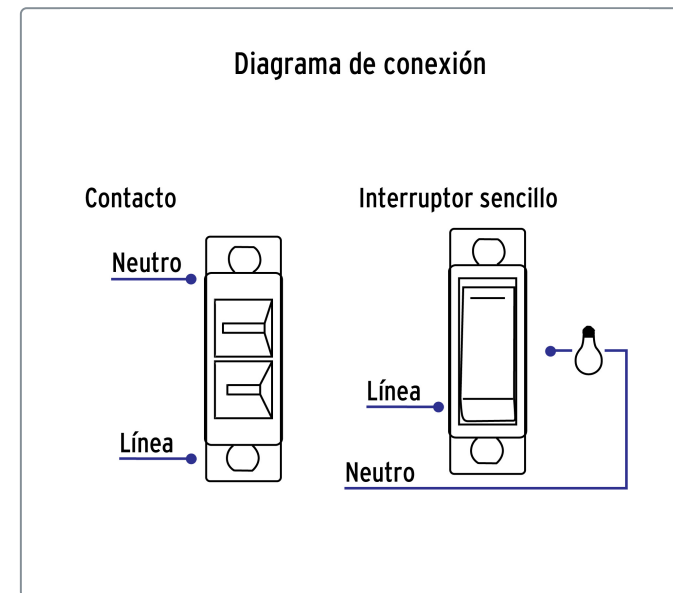 Diagrama de conexión
Contacto
Neutro
Línea
Interruptor sencillo
Línea
Neutro